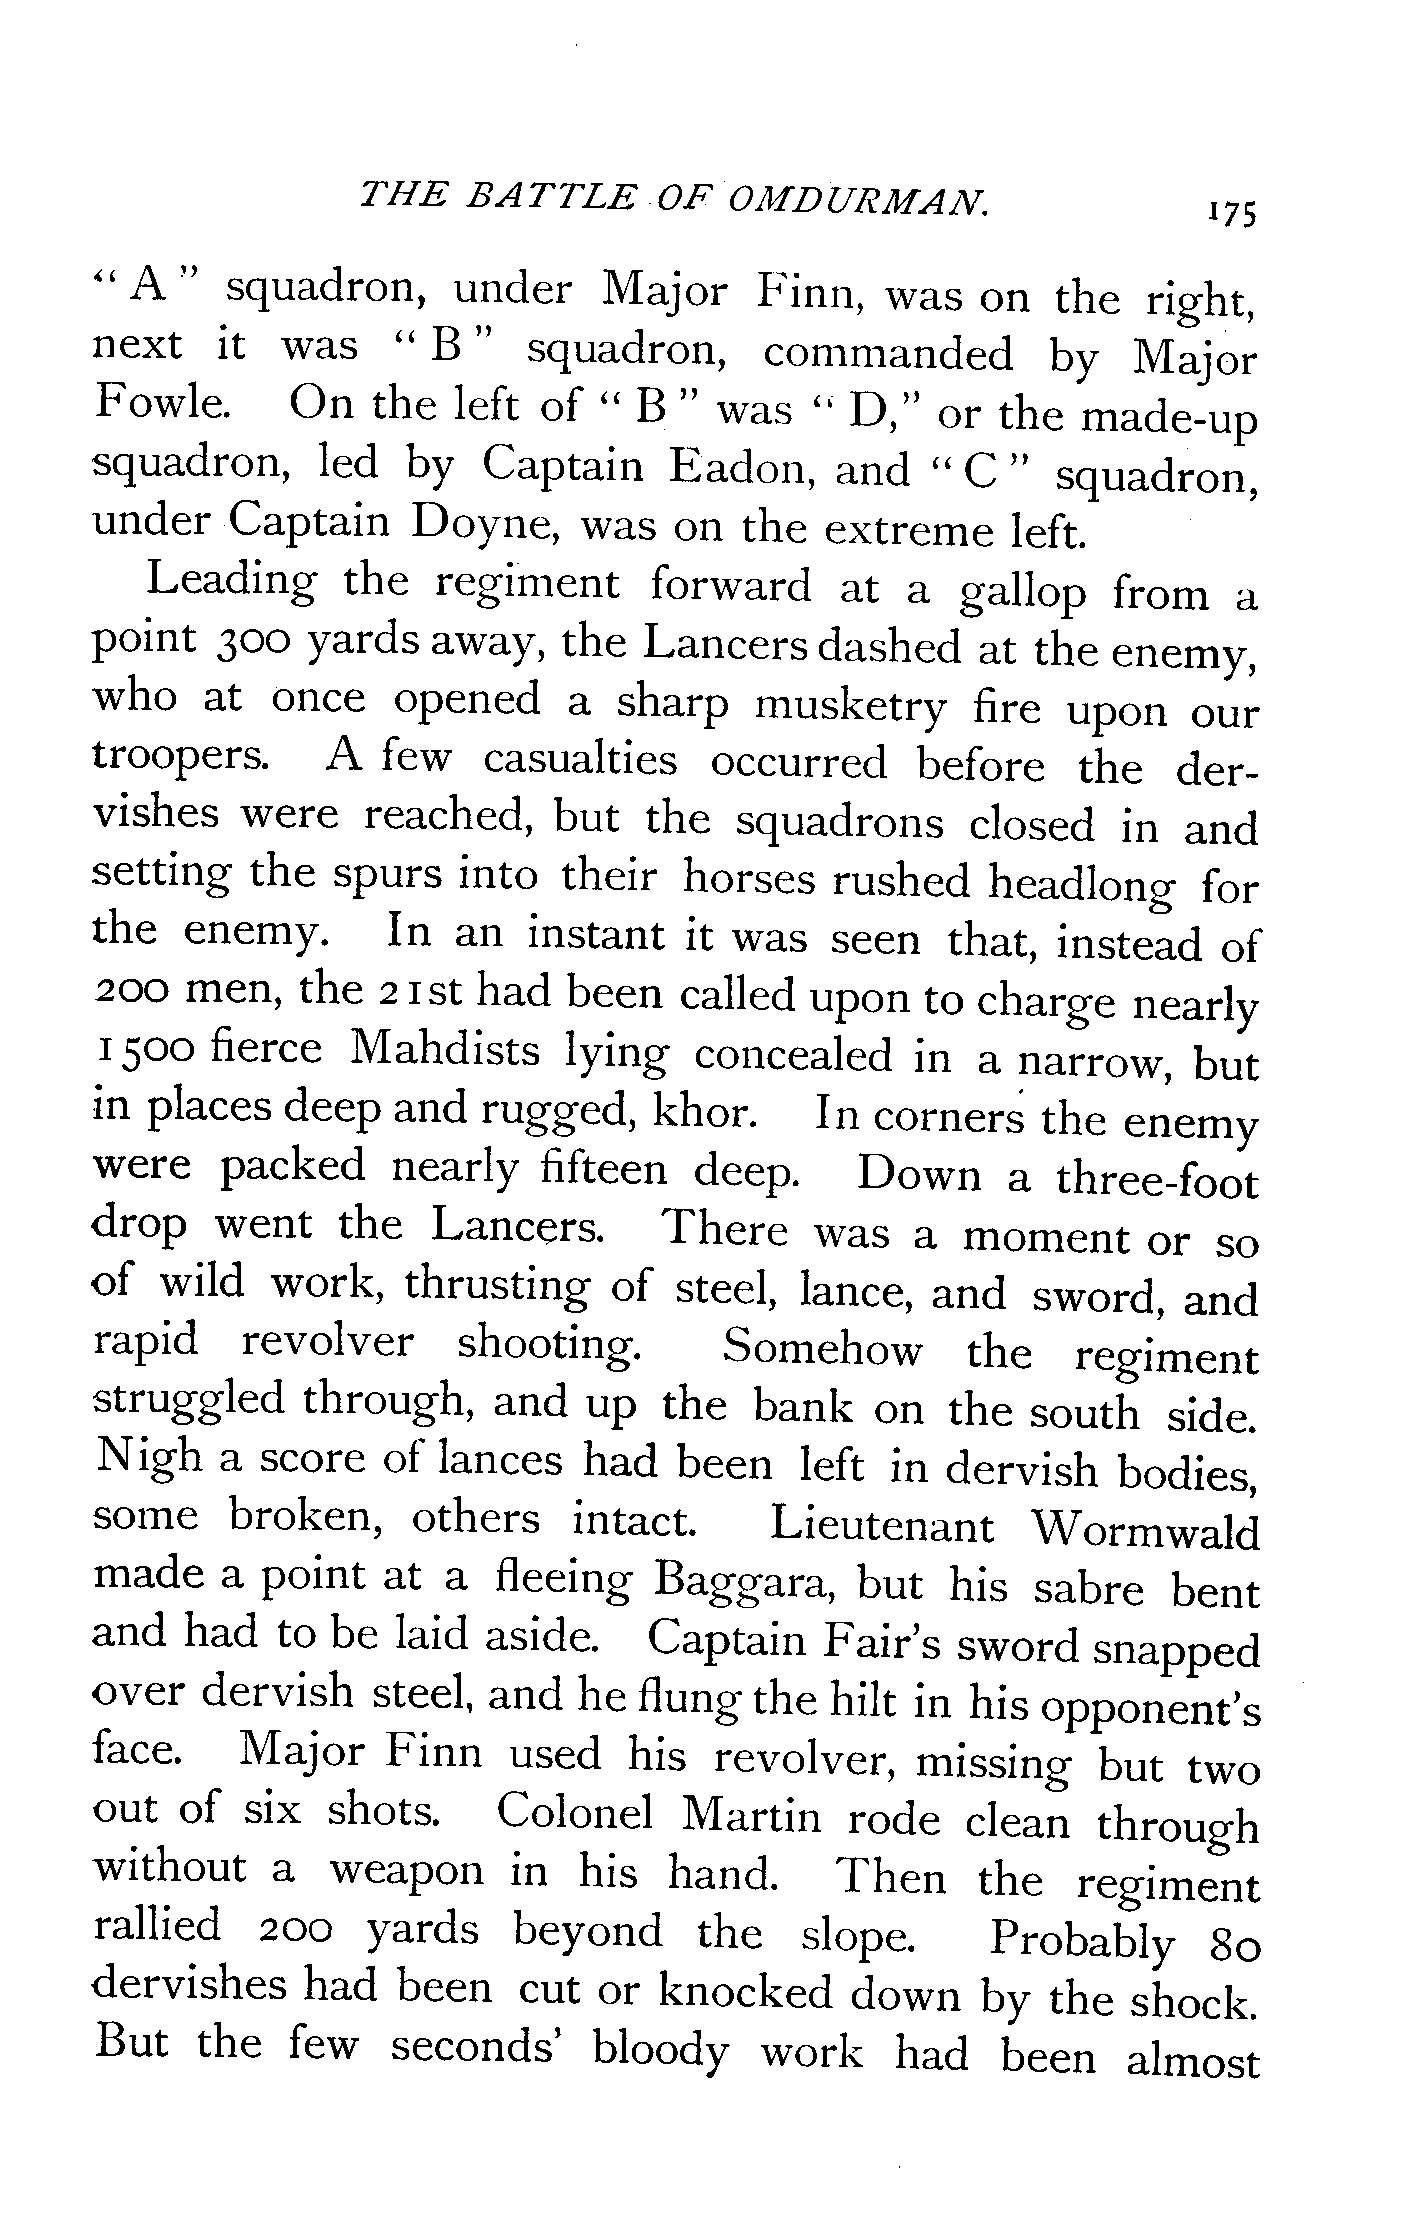 THE BATTLE OF OMDURMAN. 175
“ A ” squadron, under Major Finn, was on the right,
next it was “ B ” squadron, commanded by Major
Fowle. On the left of “ B ” was “ D,” or the made-up
squadron, led by Captain Eadon, and “ C ” squadron,
under Captain Doyne, was on the extreme left.
Leading the regiment forward at a gallop from a
point 300 yards away, the Lancers dashed at the enemy,
who at once opened a sharp musketry fire upon our
troopers. A few casualties occurred before the der-
vishes were reached, but the squadrons closed in and
setting the spurs into their horses rushed headlong for
the enemy. In an instant it was seen that, instead of
200 men, the 21st had been called upon to charge nearly
1500 fierce Mahdists lying concealed in a narrow, but
in places deep and rugged, khor. In corners the enemy
were packed nearly fifteen deep. Down a three-foot
drop went the Lancers. There was a moment or so
of wild work, thrusting of steel, lance, and sword, and
rapid revolver shooting. Somehow the regiment
struggled through, and up the bank on the south side.
Nigh a score of lances had been left in dervish bodies,
some broken, others intact. Lieutenant Wormwald
made a point at a fleeing Baggara, but his sabre bent
and had to be laid aside. Captain Fair’s sword snapped
over dervish steel, and he flung the hilt in his opponent’s
face. Major Finn used his revolver, missing but two
out of six shots. Colonel Martin rode clean through
without a weapon in his hand. Then the regiment
rallied 200 yards beyond the slope. Probably 80
dervishes had been cut or knocked down by the shock.
But the few seconds’ bloody work had been almost